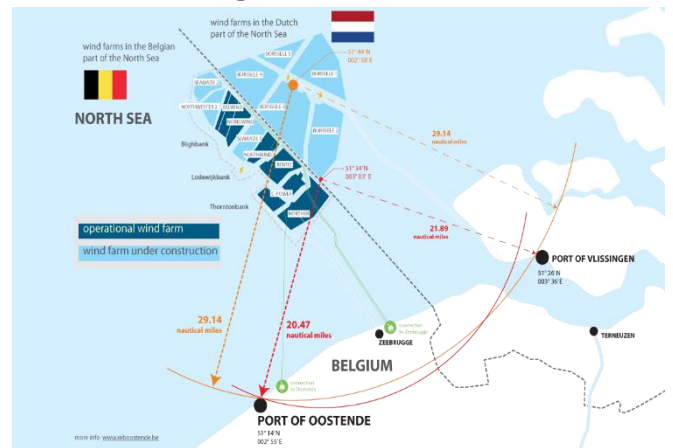 wind farms in the Dutch
part of the North Sea
wind farms in the Belgian
part of the North Sea
NORTH SEA
51° 44' N
002° 58' E
BORSSELE 3
BORSSELE 4
BORSSELE 1
SEAMADE 2
NORTHWESTER 2
BELWIND
NOBELWIND
BORSSELE 2
SEAMADE 1
NORTHWIND
RENTEL
C-POWER
NORTHER
Blighbank
Lodewijkbank
Thorntonbank
51° 34' N
003° 03' E
29.14
nautical miles
21.89
nautical miles
operational wind farm
wind farm under construction
PORT OF VLISSINGEN
51° 26' N
003° 36' E
29.14
nautical miles
20.47
nautical miles
connection
in Zeebrugge
ZEEBRUGGE
TERNEUZEN
BELGIUM
connection
in Oostende
PORT OF OOSTENDE
51° 14' N
002° 55' E
more info www.reboostende.be